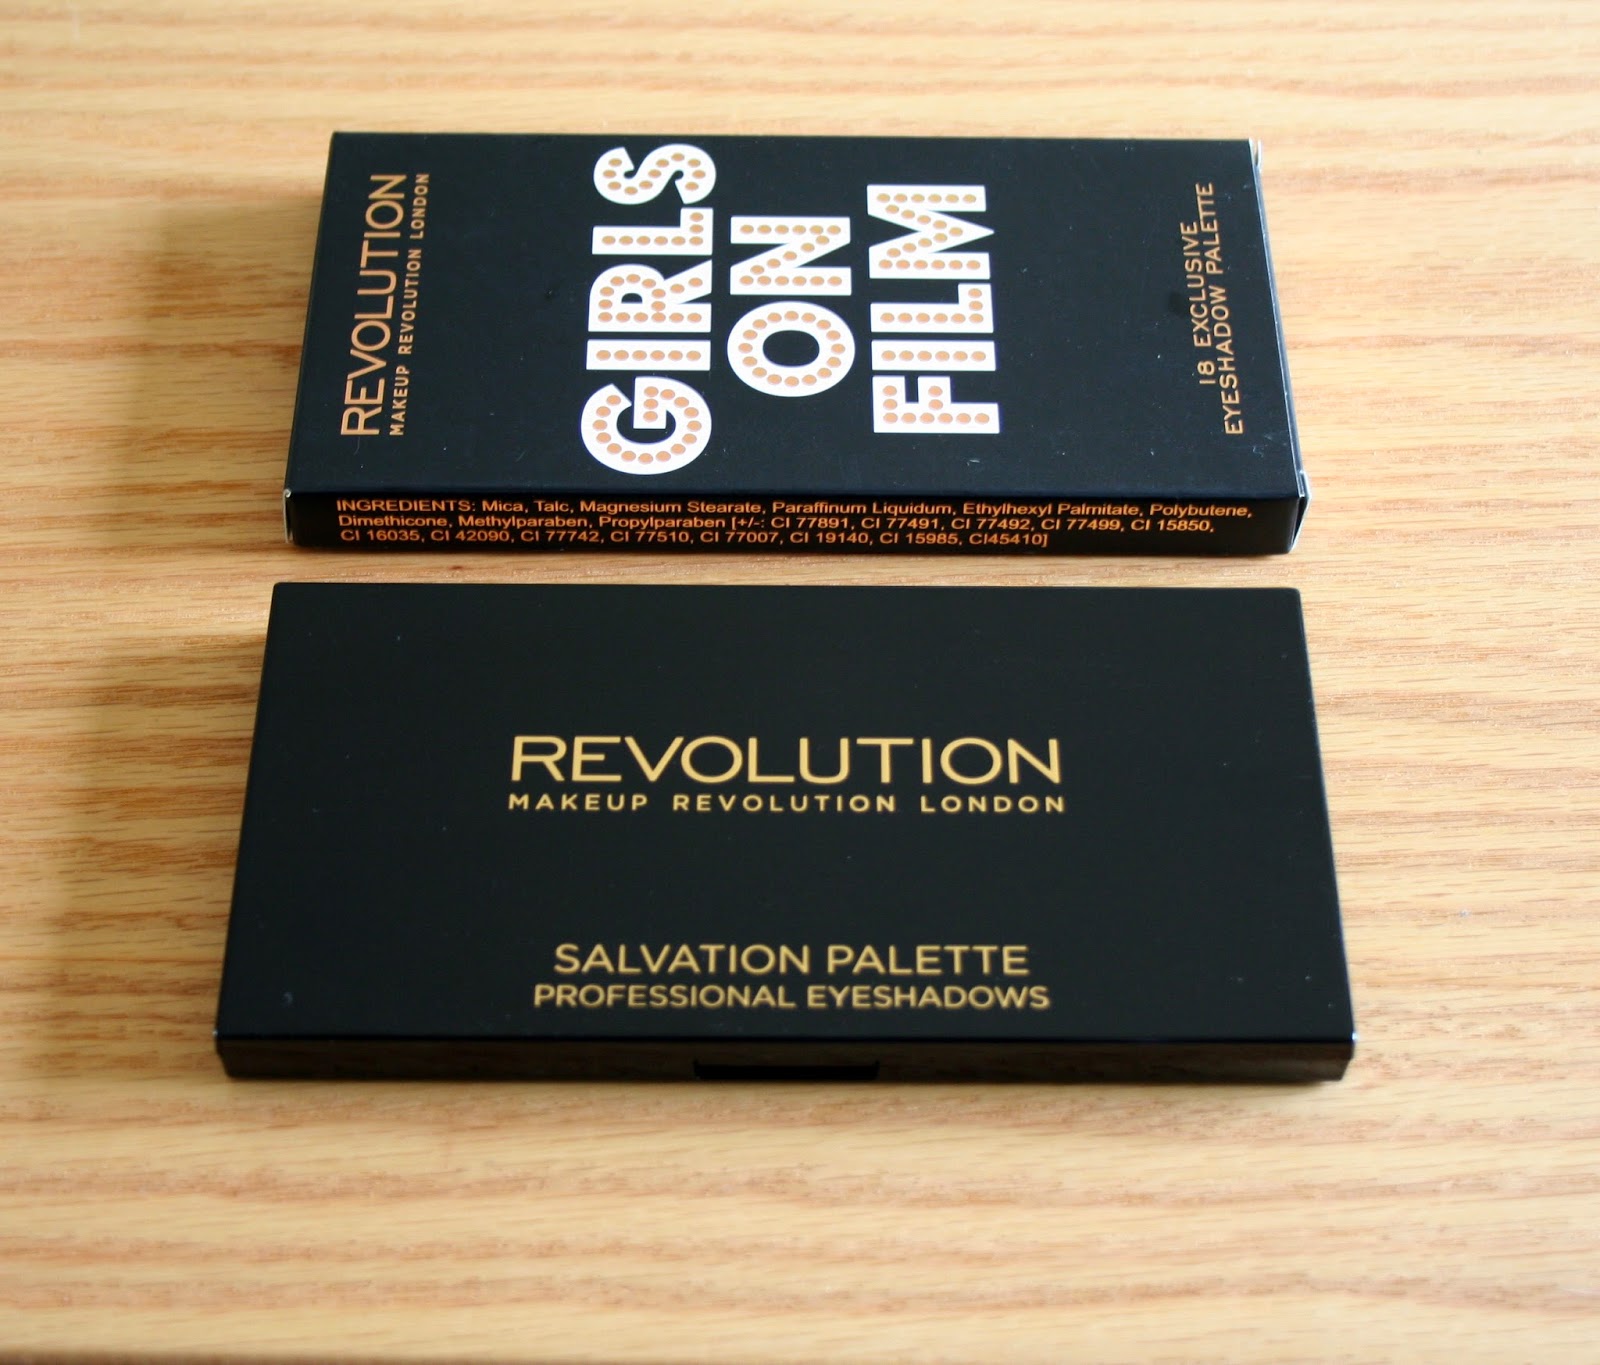 REVOLUTION
MAKEUP REVOLUTION LONDON
GIRLS
ON
FILM
18 EXCLUSIVE
EYESHADOW PALETTE
INGREDIENTS: Mica, Talc, Magnesium Stearate, Paraffinum Liquidum, Ethylhexyl Palmitate, Polybutene,
Dimethicone, Methylparaben, Propylparaben [+/-: CI 77891, CI 77491, CI 77492, CI 77499, CI 15850,
CI 16035, CI 42090, CI 77742, CI 77510, CI 77007, CI 19140, CI 15985, CI45410]
REVOLUTION
MAKEUP REVOLUTION LONDON
SALVATION PALETTE
PROFESSIONAL EYESHADOWS